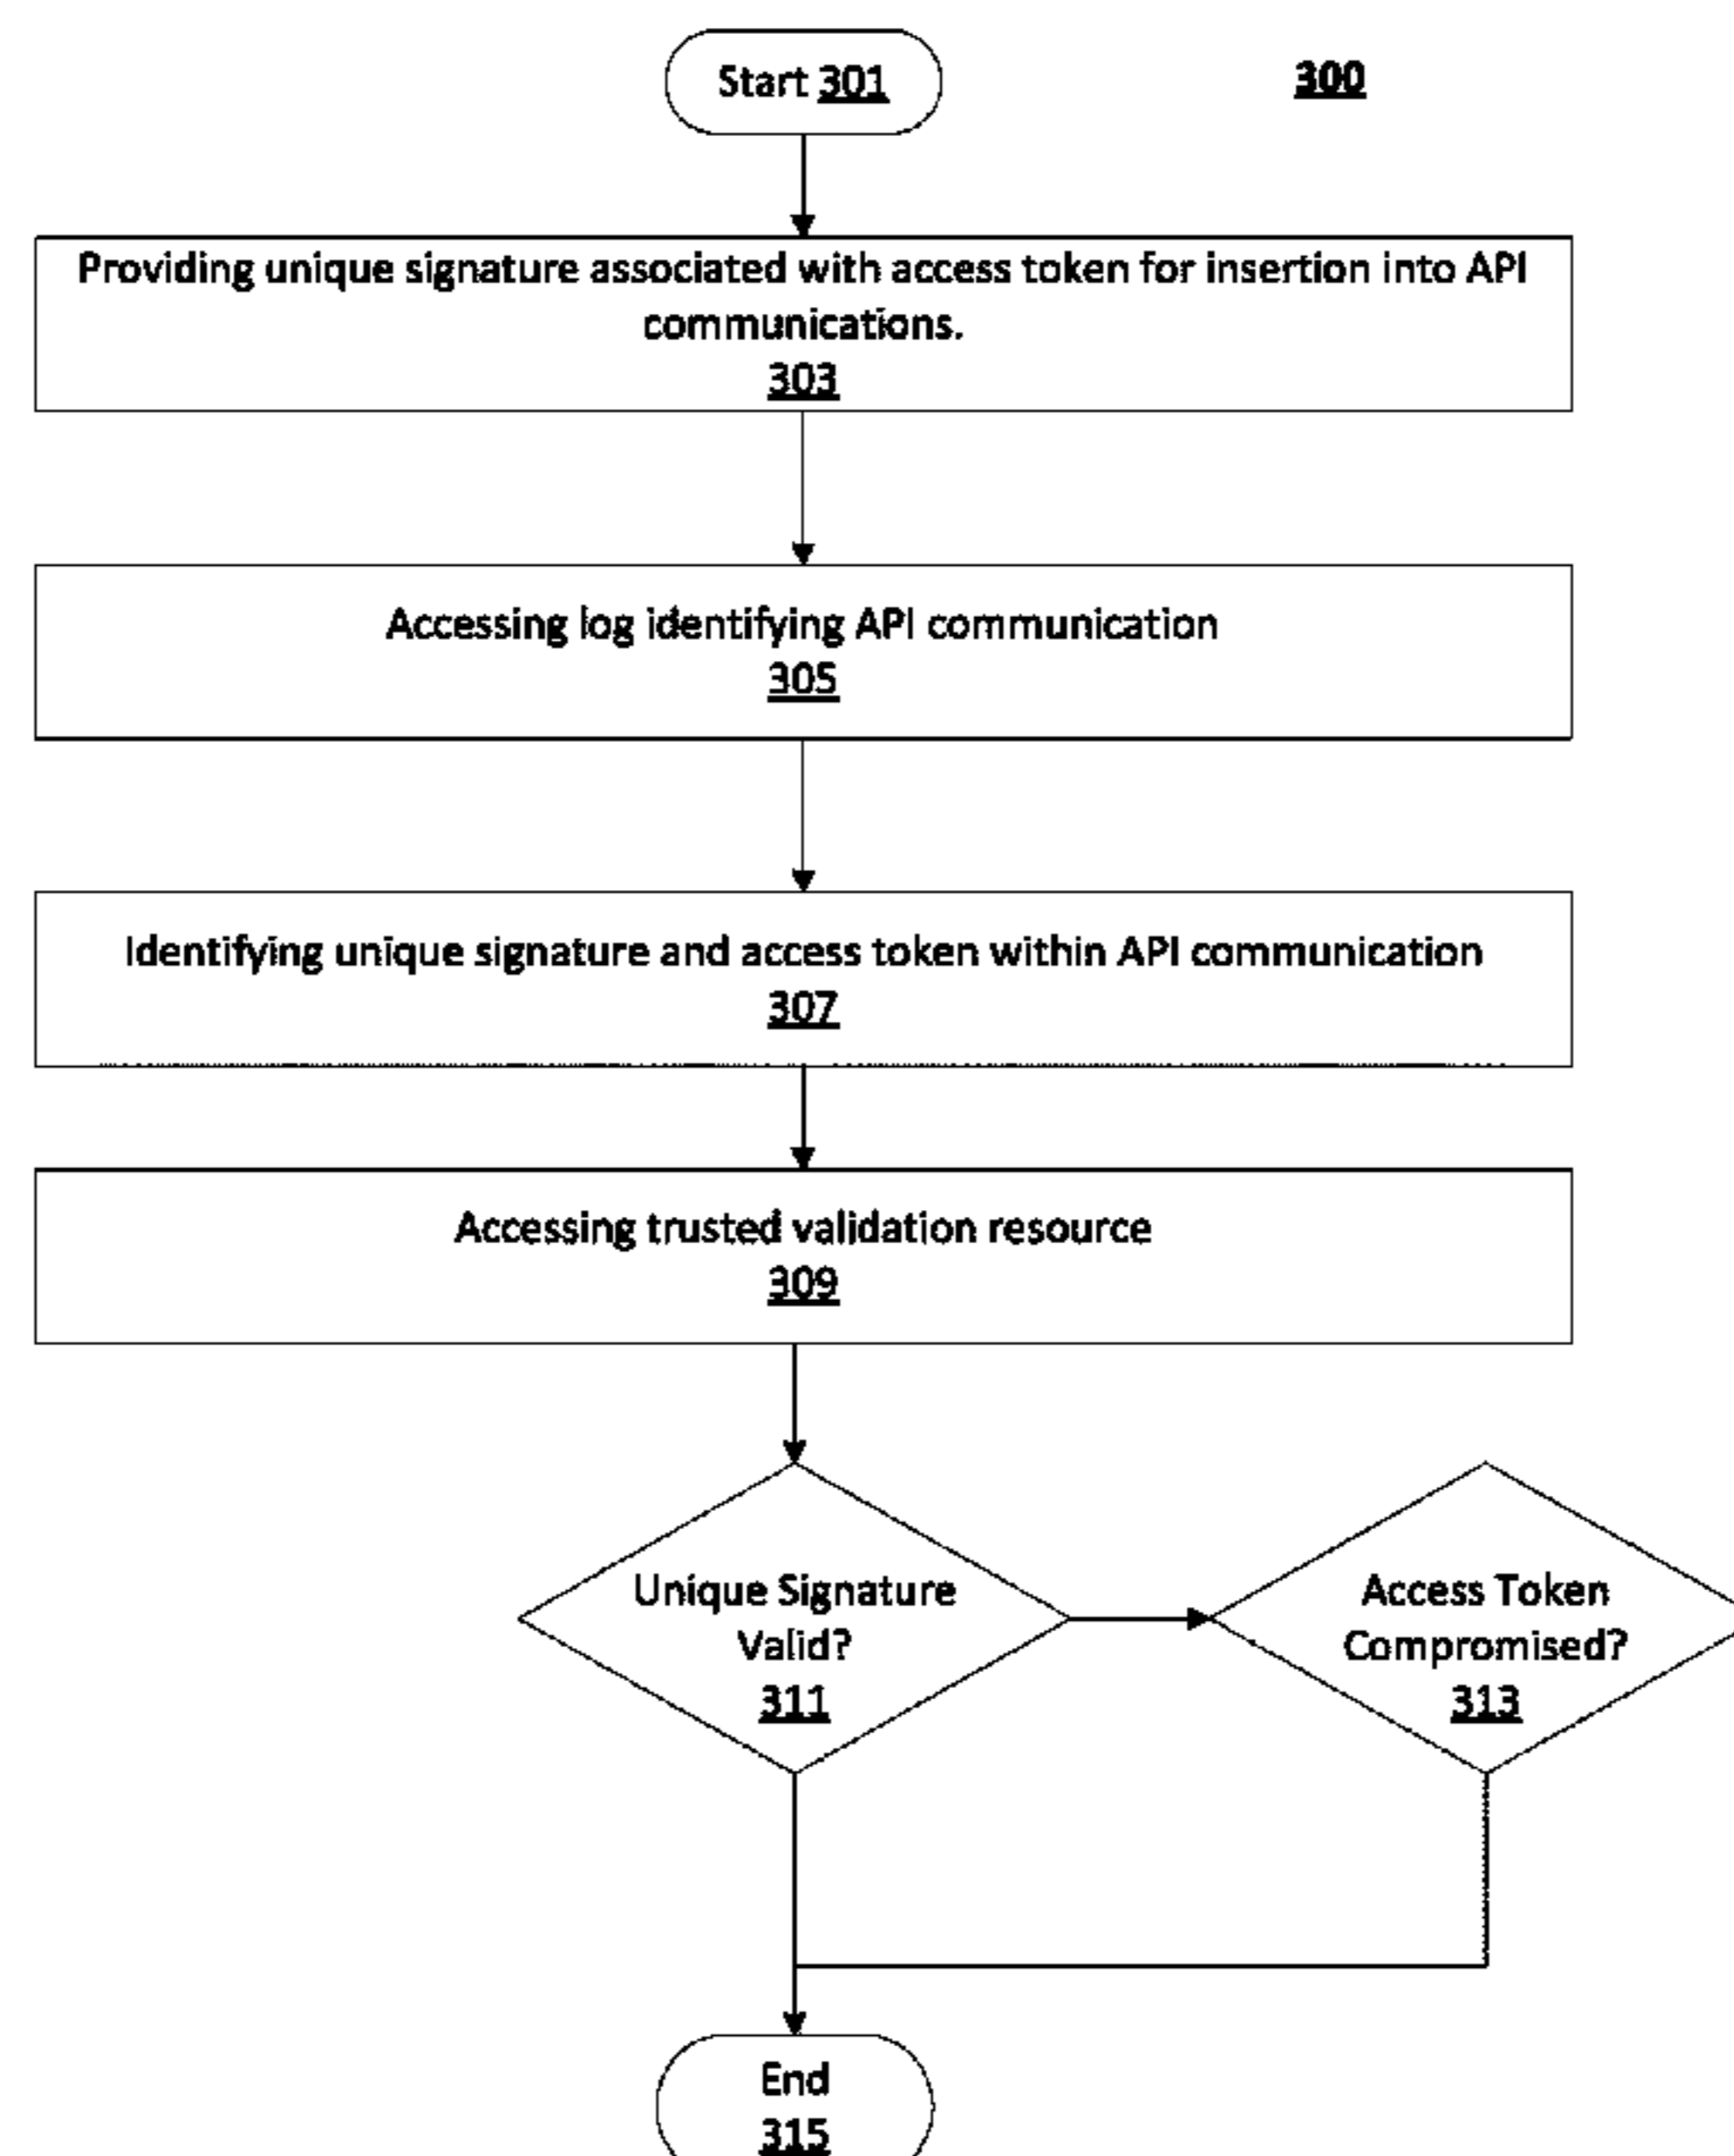 Start 301
300
Providing unique signature associated with access token for insertion into API
communications.
303
Accessing log identifying API communication
305
Identifying unique signature and access token within API communication
307
Accessing trusted validation resource
309
Unique Signature
Valid?
311
Access Token
Compromised?
313
End
315